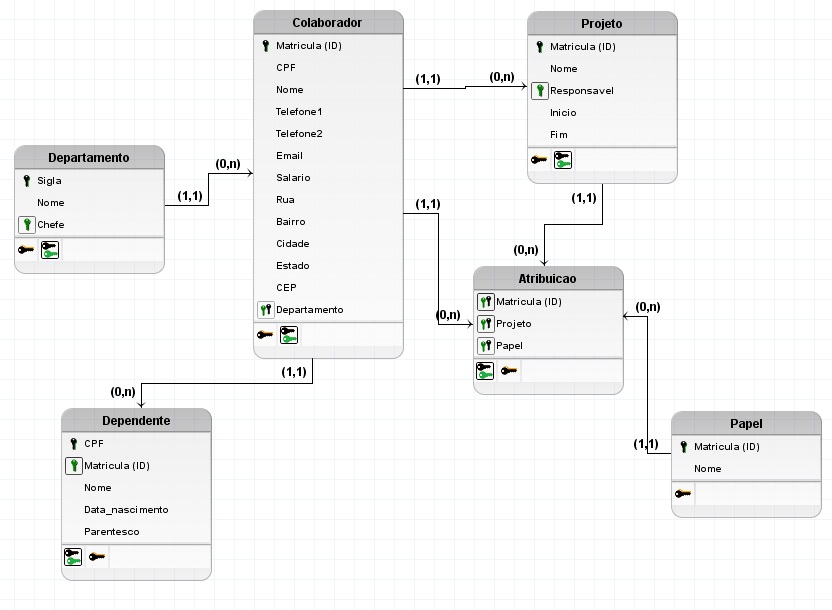 Colaborador
Matricula (ID)
CPF
Nome
Telefone1
Telefone2
Email
Salario
Rua
Bairro
Cidade
Estado
CEP
Departamento
(1,1)
(0,n)
Projeto
Matricula (ID)
Nome
Responsavel
Inicio
Fim
Departamento
Sigla
Nome
Chefe
(1,1)
(0,n)
(1,1)
(0,n)
(1,1)
(0,n)
Atribuicao
Matricula (ID)
Projeto
Papel
(0,n)
(1,1)
Papel
Matricula (ID)
Nome
(1,1)
(0,n)
Dependente
CPF
Matricula (ID)
Nome
Data_nascimento
Parentesco